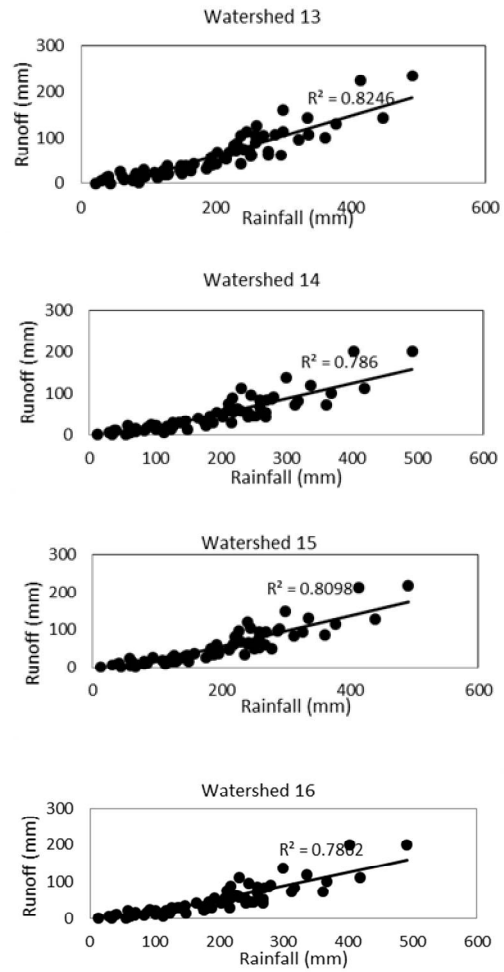 Watershed 13
300
200
100
0
Runoff (mm)
R² = 0.8246
0 200 400 600
Rainfall (mm)
Watershed 14
300
200
100
0
Runoff (mm)
R² = 0.786
0 100 200 300 400 500 600
Rainfall (mm)
Watershed 15
300
200
100
0
Runoff (mm)
R² = 0.8098
0 200 400 600
Rainfall (mm)
Watershed 16
300
200
100
0
Runoff (mm)
R² = 0.7862
0 100 200 300 400 500 600
Rainfall (mm)